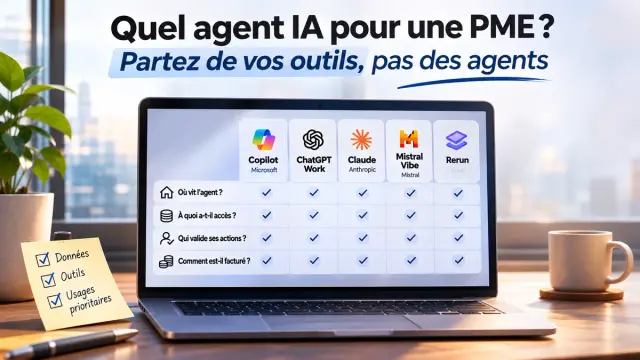 Quel agent IA pour une PME ?
Partez de vos outils, pas des agents
Copilot
Microsoft
ChatGPT
Work
Claude
Anthropic
Mistral
Vibe
Mistral
Rerun
Où vit l'agent ?
À quoi a-t-il accès ?
Qui valide ses actions ?
Comment est-il facturé ?
Données
Outils
Usages
prioritaires